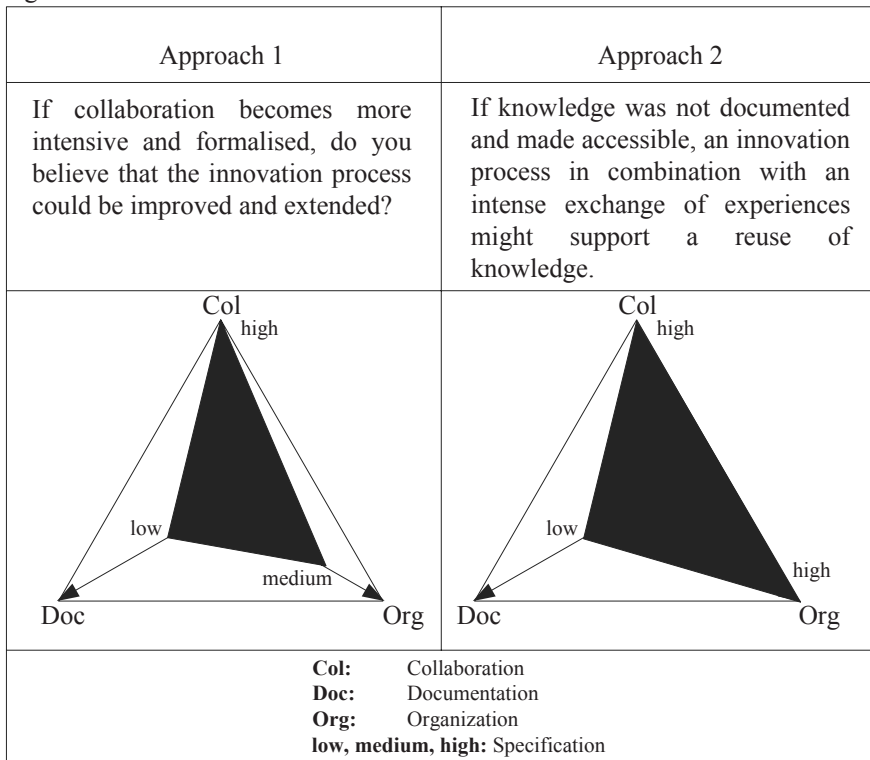 Approach 1
Approach 2
If collaboration becomes more
intensive and formalised, do you
believe that the innovation process
could be improved and extended?
If knowledge was not documented
and made accessible, an innovation
process in combination with an
intense exchange of experiences
might support a reuse of
knowledge.
Col
high
low
medium
Doc
Org
Col
high
low
high
Doc
Org
Col: Collaboration
Doc: Documentation
Org: Organization
low, medium, high: Specification